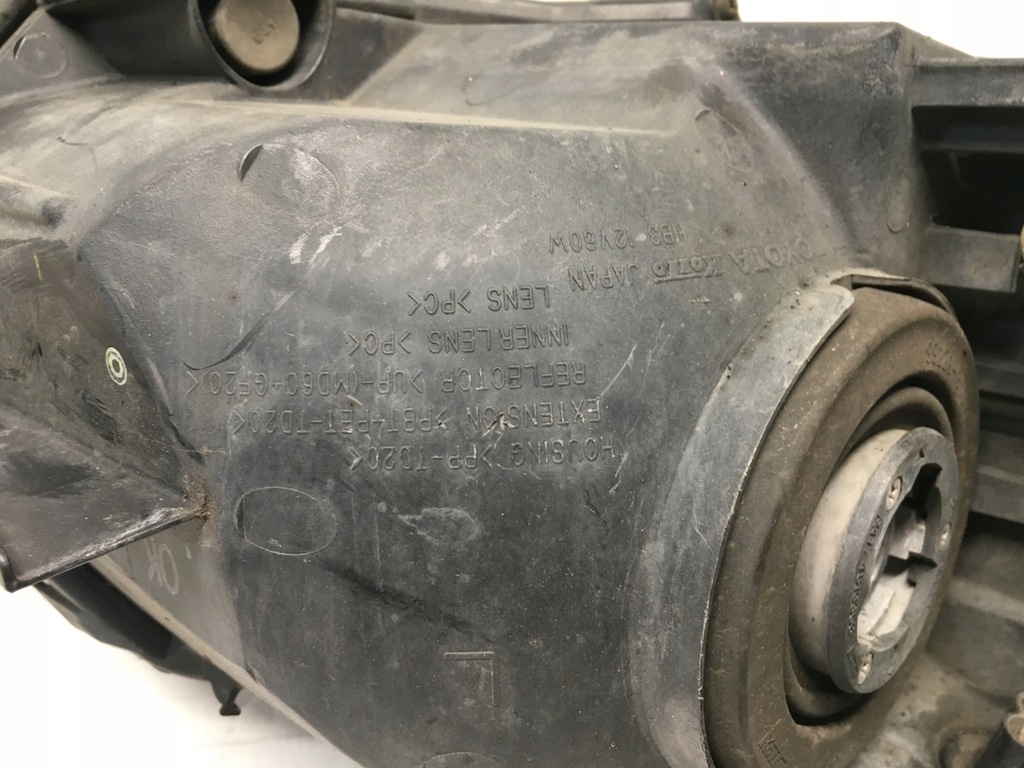 TOYOTA KOITO JAPAN
HB3 12V60W
LENS >PC<
INNER LENS >PC<
REFLECTOR >UP-(MD60+GF20)<
EXTENSION >PBT+PET-TD20<
HOUSING >PP-TD20<
L
OK